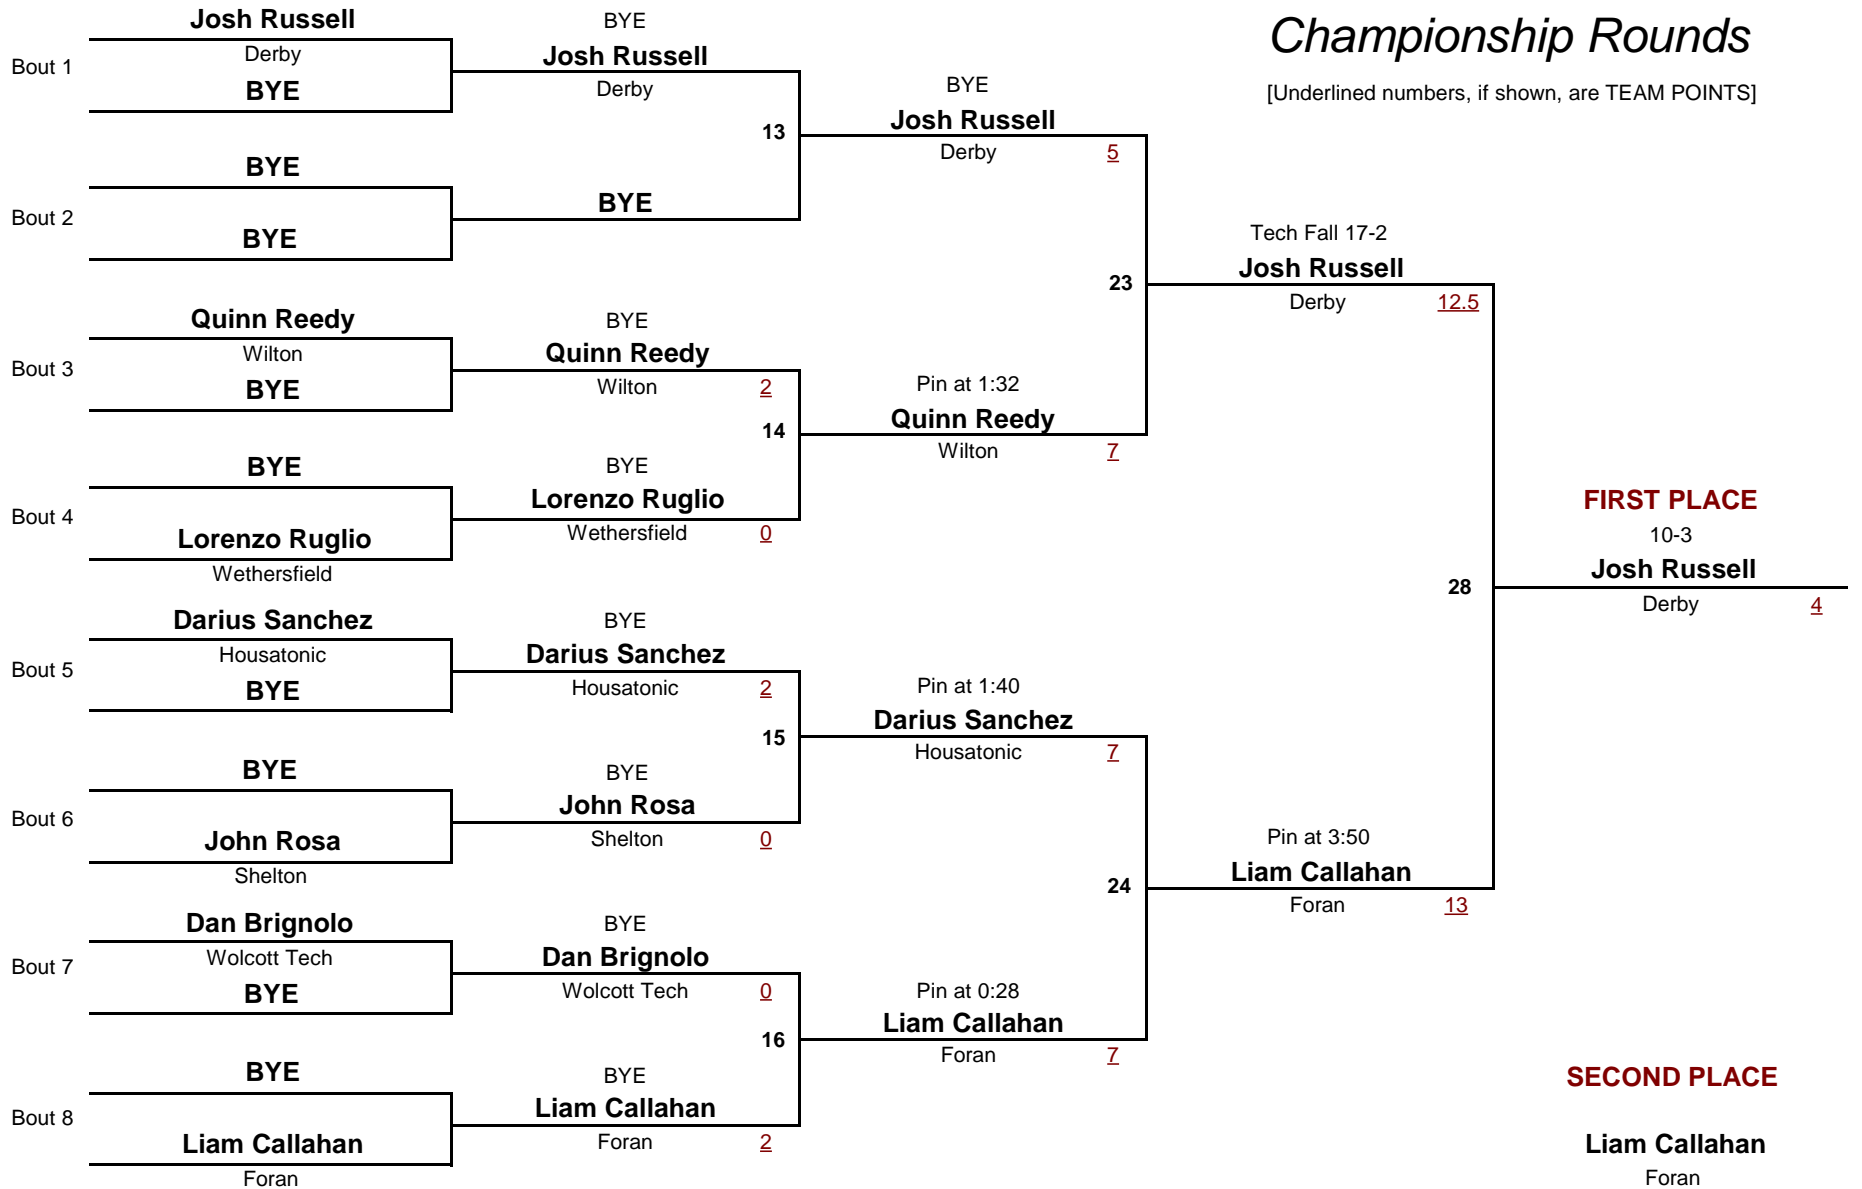 Championship Rounds
[Underlined numbers, if shown, are TEAM POINTS]
Bout 1
Josh Russell
Derby
BYE
Bout 2
BYE
BYE
Bout 3
Quinn Reedy
Wilton
BYE
Bout 4
BYE
Lorenzo Ruglio
Wethersfield
Bout 5
Darius Sanchez
Housatonic
BYE
Bout 6
BYE
John Rosa
Shelton
Bout 7
Dan Brignolo
Wolcott Tech
BYE
Bout 8
BYE
Liam Callahan
Foran
BYE
Josh Russell
Derby
13
BYE
BYE
Quinn Reedy
Wilton 2
14
BYE
Lorenzo Ruglio
Wethersfield 0
BYE
Darius Sanchez
Housatonic 2
15
BYE
John Rosa
Shelton 0
BYE
Dan Brignolo
Wolcott Tech 0
16
BYE
Liam Callahan
Foran 2
BYE
Josh Russell
Derby 5
23
Pin at 1:32
Quinn Reedy
Wilton 7
Pin at 1:40
Darius Sanchez
Housatonic 7
24
Pin at 0:28
Liam Callahan
Foran 7
Tech Fall 17-2
Josh Russell
Derby 12.5
28
Pin at 3:50
Liam Callahan
Foran 13
FIRST PLACE
10-3
Josh Russell
Derby 4
SECOND PLACE
Liam Callahan
Foran